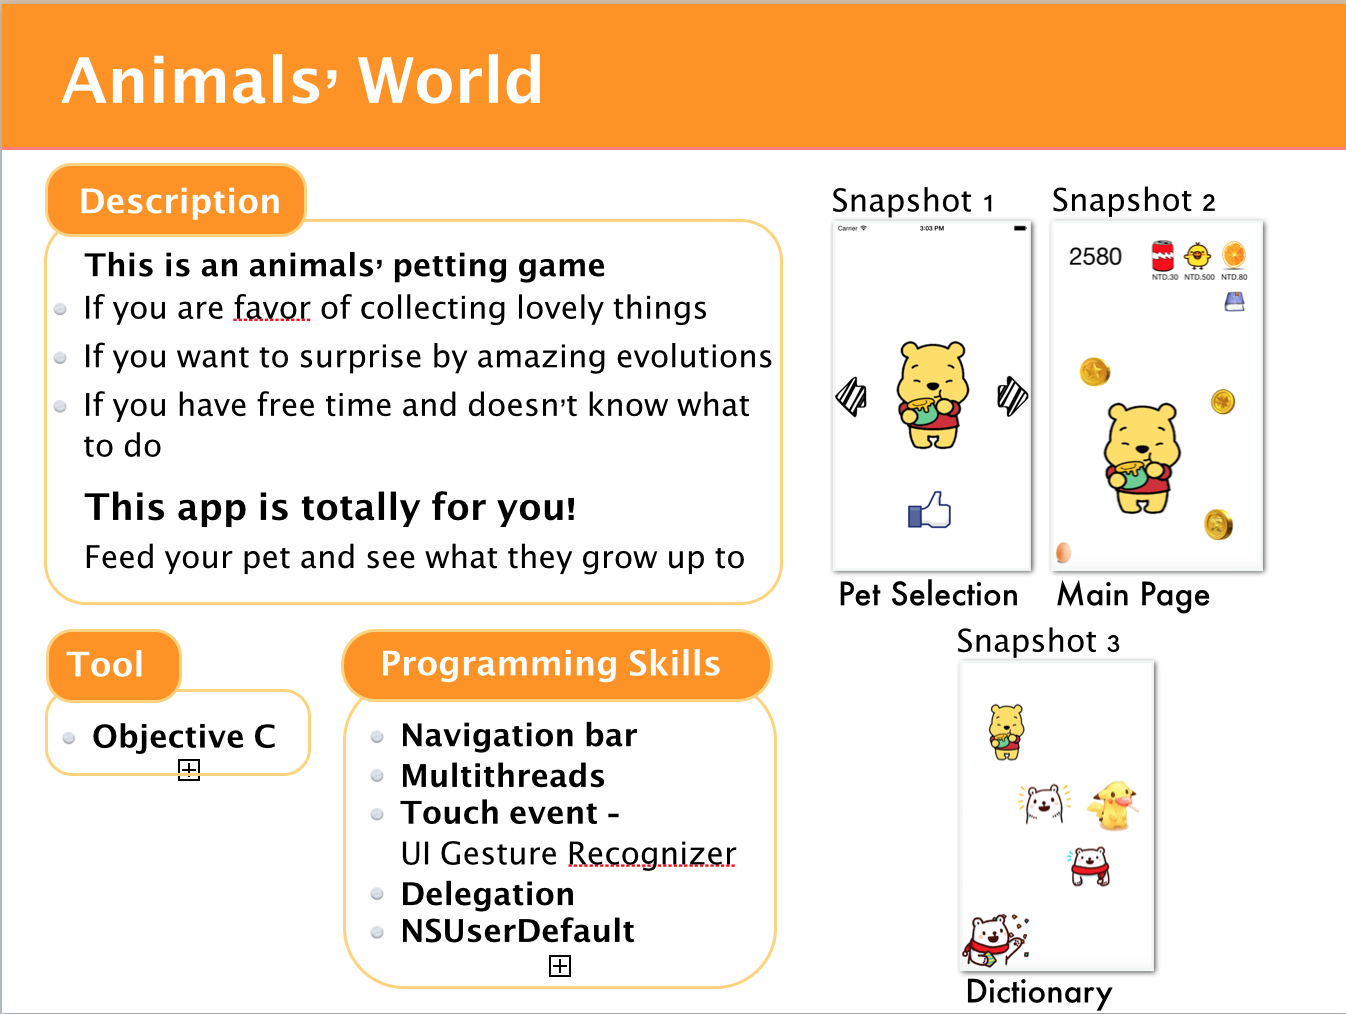 Animals’ World
Description
This is an animals’ petting game
If you are favor of collecting lovely things
If you want to surprise by amazing evolutions
If you have free time and doesn’t know what
to do
This app is totally for you!
Feed your pet and see what they grow up to
Tool
Objective C
Programming Skills
Navigation bar
Multithreads
Touch event -
UI Gesture Recognizer
Delegation
NSUserDefault
Snapshot 1
Carrier 3:03 PM
Pet Selection
Snapshot 2
2580
NTD.30 NTD.500 NTD.80
Main Page
Snapshot 3
Dictionary